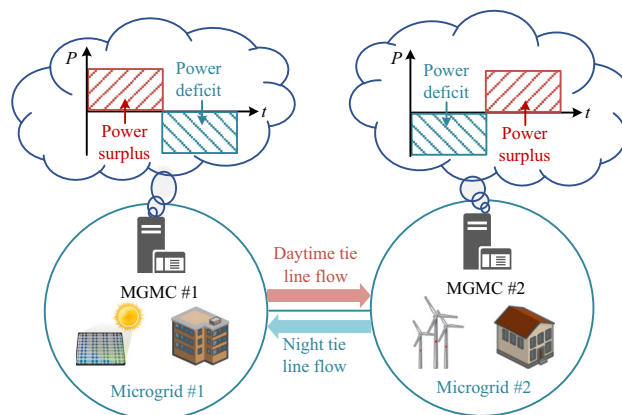 P
Power
deficit
t
Power
surplus
P
Power
deficit
t
Power
surplus
MGMC #1
Daytime tie
line flow
MGMC #2
Night tie
line flow
Microgrid #1
Microgrid #2